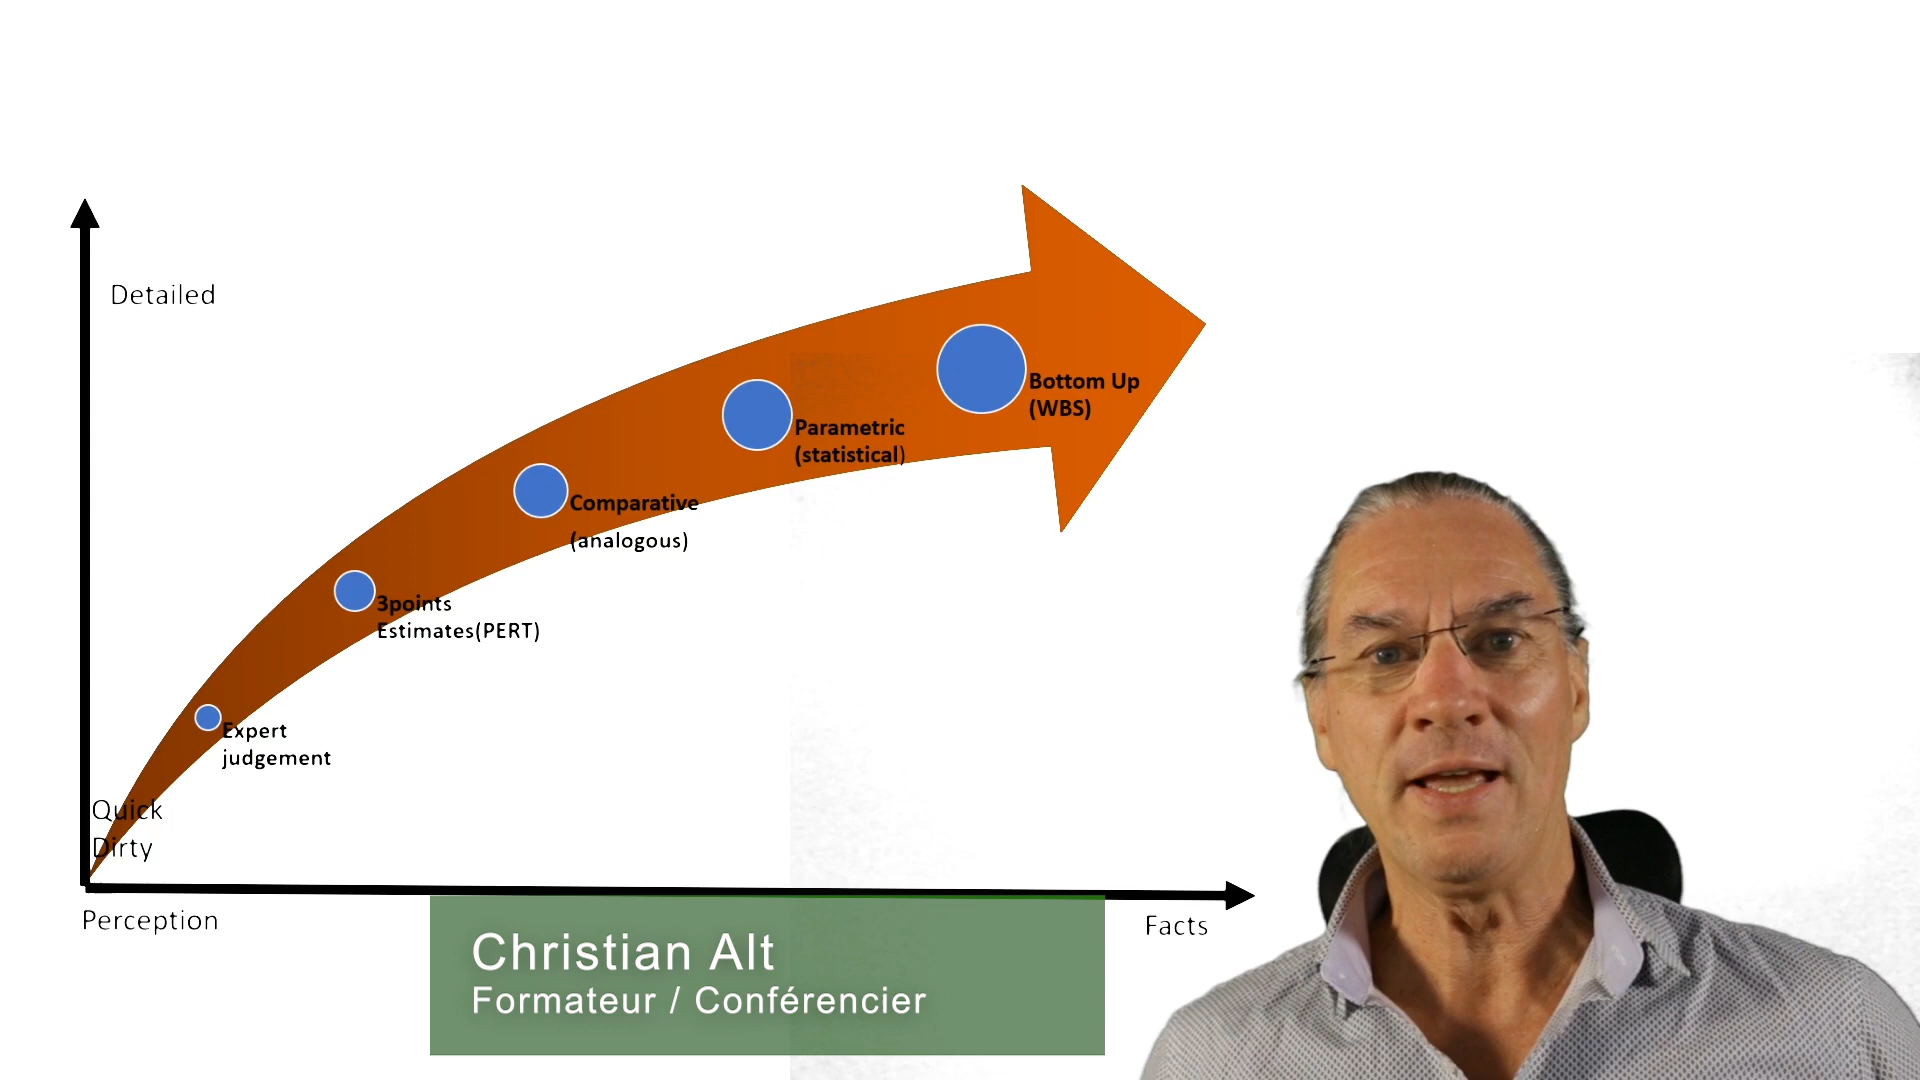 Detailed
Bottom Up
(WBS)
Parametric
(statistical)
Comparative
(analogous)
3points
Estimates(PERT)
Expert
judgement
Quick
Dirty
Perception
Facts
Christian Alt
Formateur / Conférencier